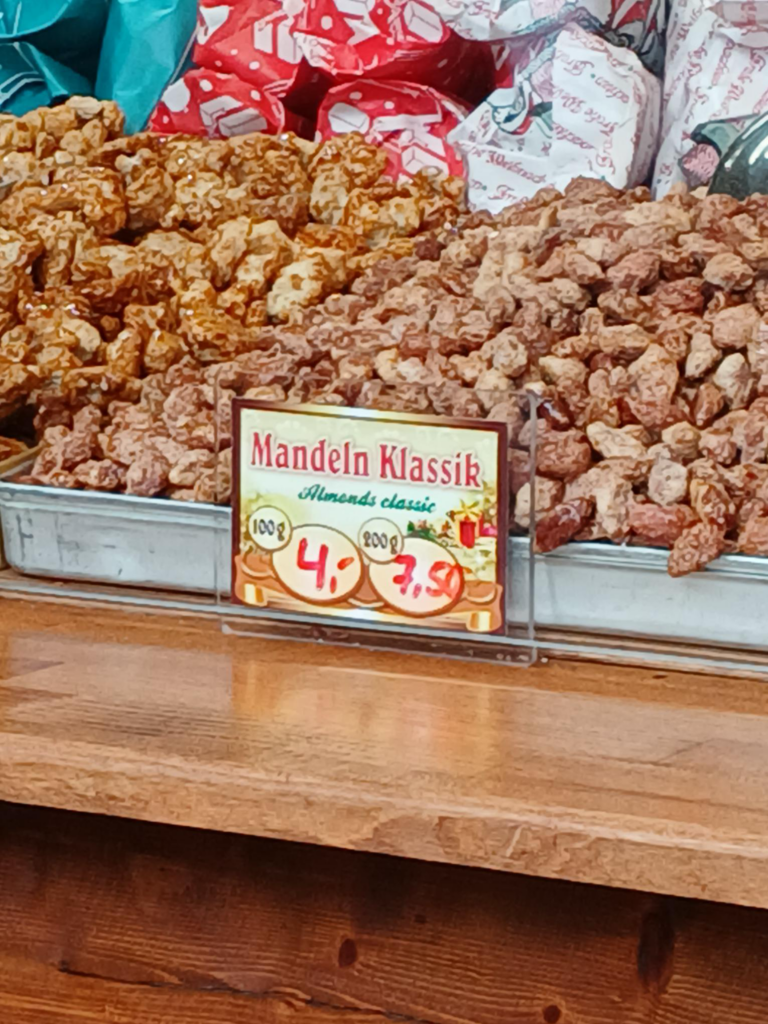 Mandeln Klassik
Almonds classic
100g 200g
4,- 7,50